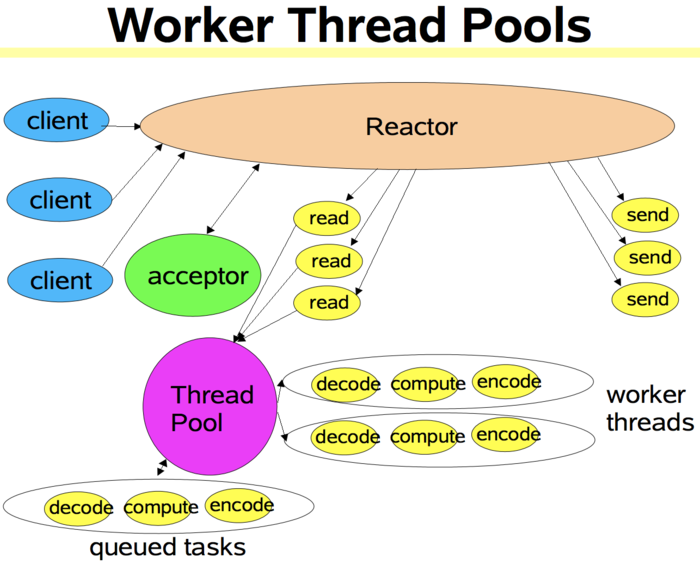 Worker Thread Pools
client
Reactor
client
client
acceptor
read
read
read
send
send
send
Thread
Pool
decode compute encode
decode compute encode
worker
threads
decode compute encode
queued tasks